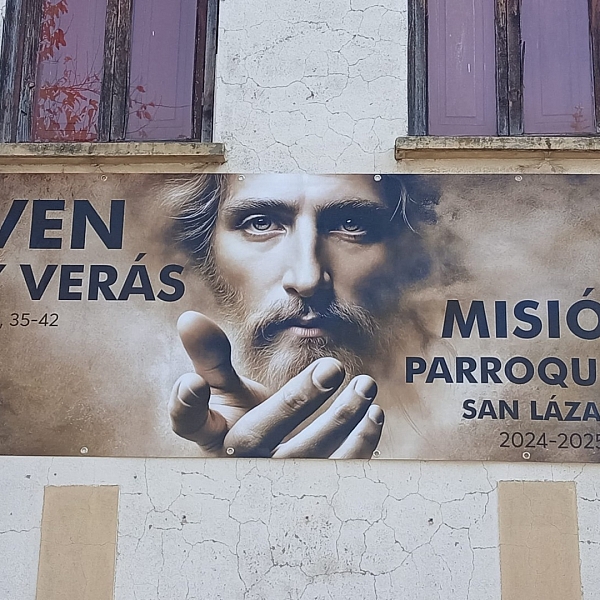 VEN
Y VERÁS
, 35-42
MISIÓ
PARROQU
SAN LÁZA
2024-2025